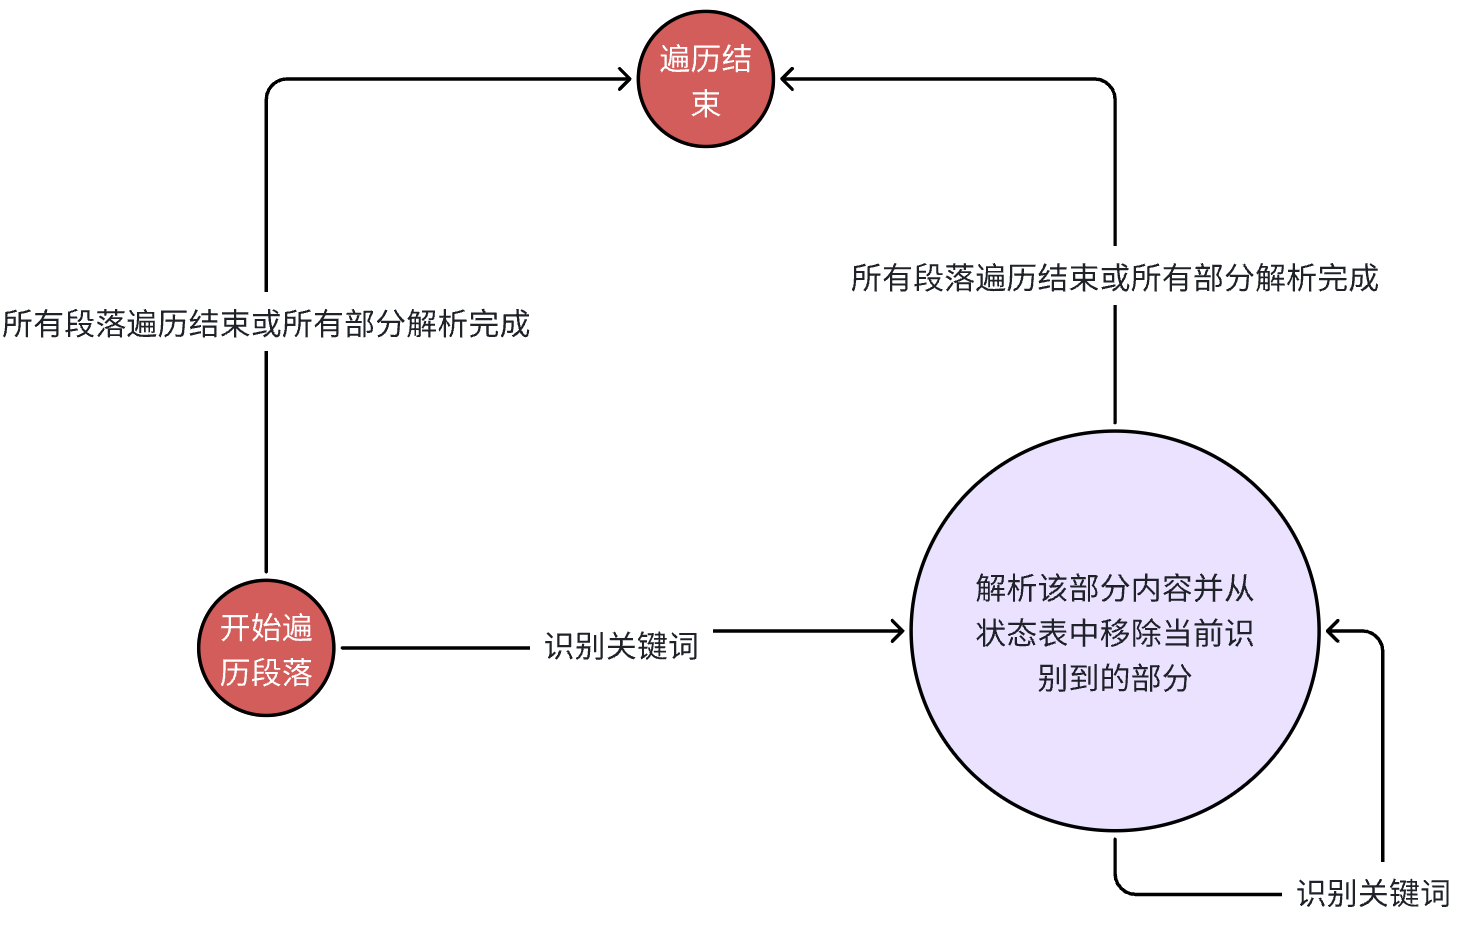 遍历结
束
所有段落遍历结束或所有部分解析完成
所有段落遍历结束或所有部分解析完成
开始遍
历段落
识别关键词
解析该部分内容并从
状态表中移除当前识
别到的部分
识别关键词